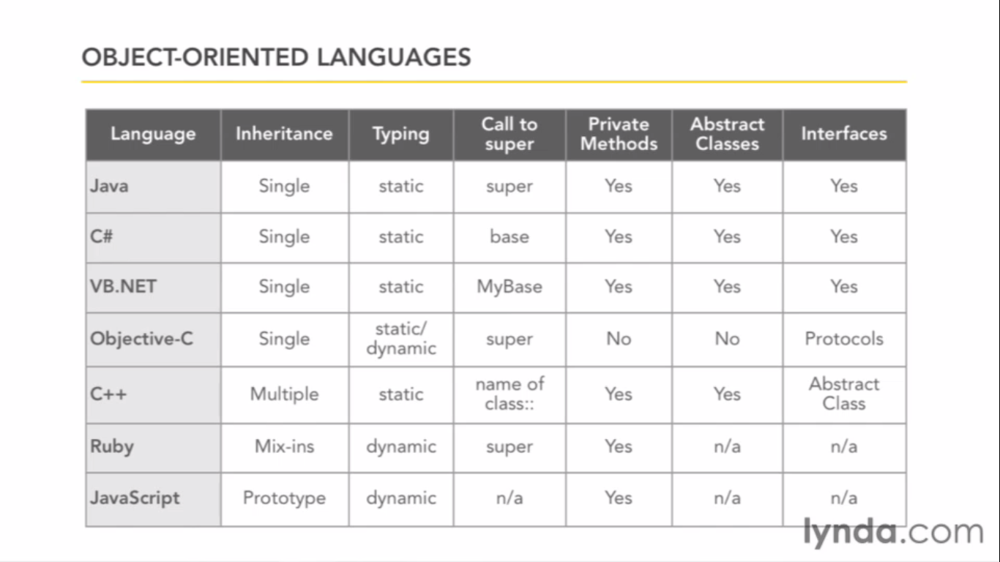 OBJECT-ORIENTED LANGUAGES
Language Inheritance Typing Call to super Private Methods Abstract Classes Interfaces
Java Single static super Yes Yes Yes
C# Single static base Yes Yes Yes
VB.NET Single static MyBase Yes Yes Yes
Objective-C Single static/ dynamic super No No Protocols
C++ Multiple static name of class:: Yes Yes Abstract Class
Ruby Mix-ins dynamic super Yes n/a n/a
JavaScript Prototype dynamic n/a Yes n/a n/a
lynda.com